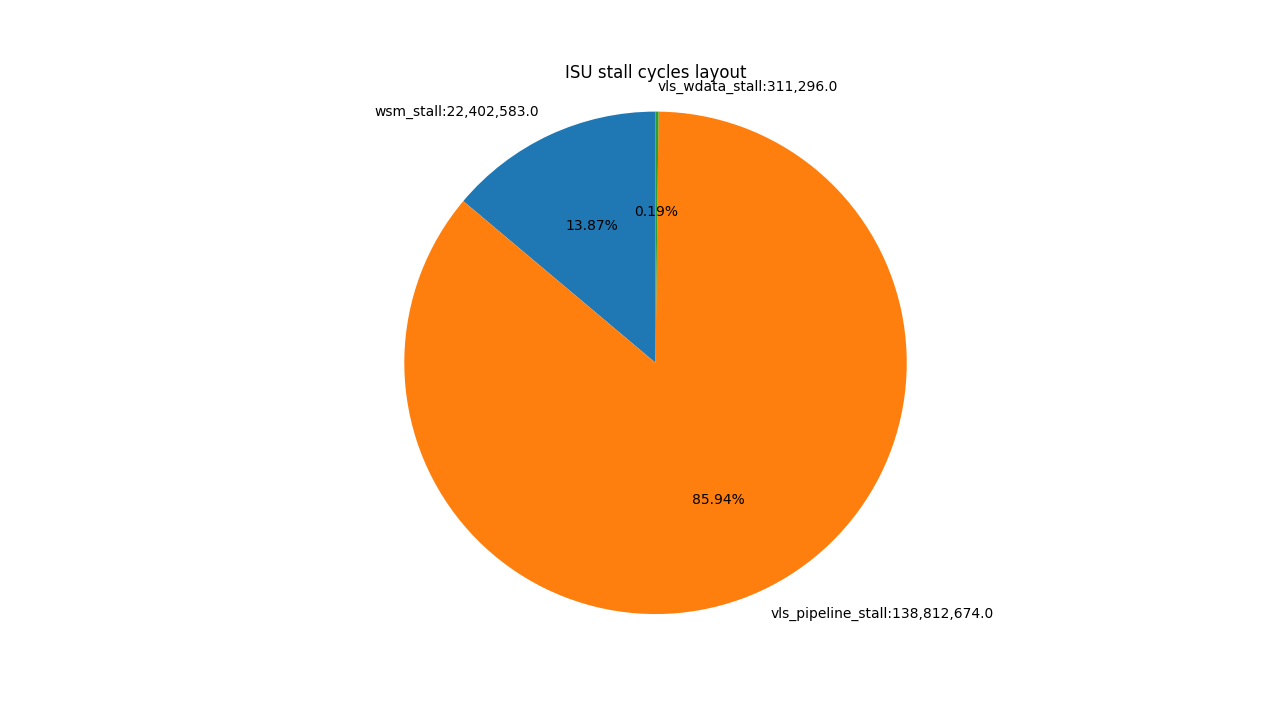 ISU stall cycles layout
vls_wdata_stall:311,296.0
wsm_stall:22,402,583.0
0.19%
13.87%
85.94%
vls_pipeline_stall:138,812,674.0